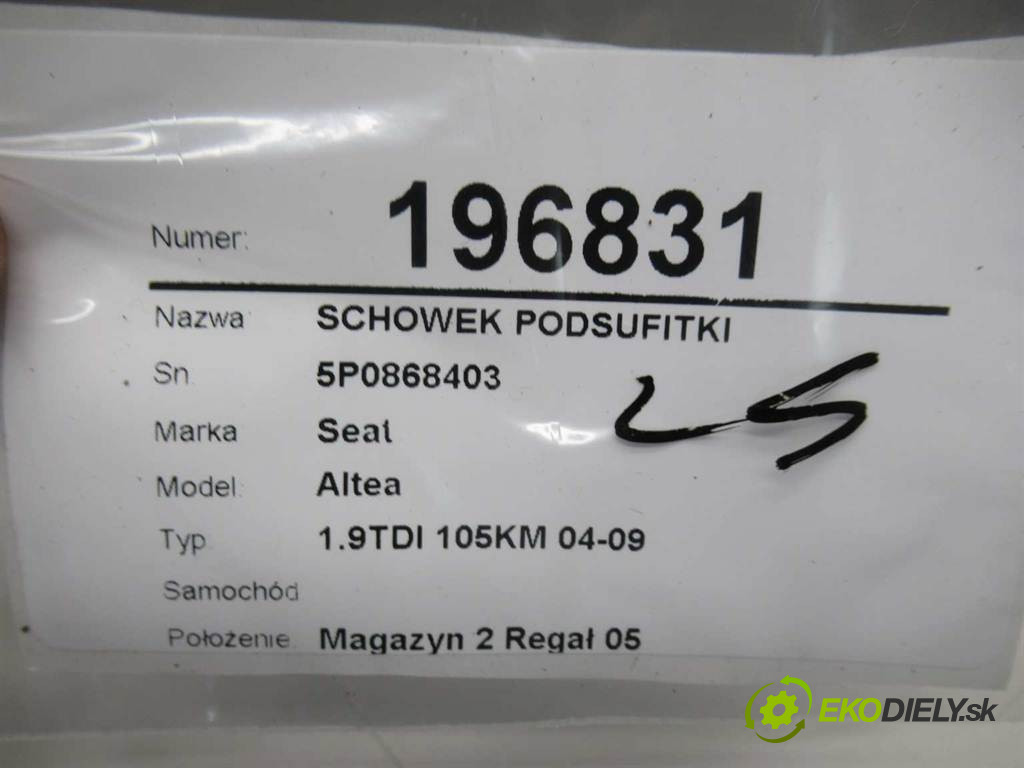 Numer: 196831
Nazwa SCHOWEK PODSUFITKI
Sn 5P0868403
Marka Seat
Model Altea
Typ 1.9TDI 105KM 04-09
Samochód
Położenie Magazyn 2 Regał 05
EKODIELY.sk